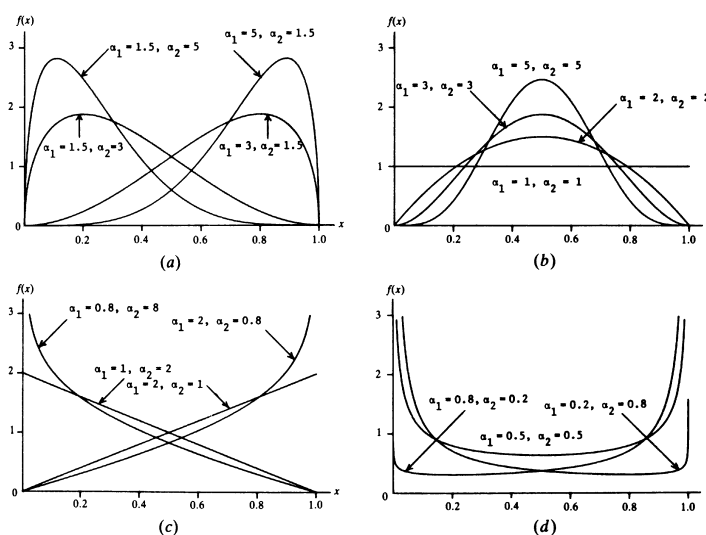 f(x)
3
2
1
0
α1 = 1.5, α2 = 5
α1 = 5, α2 = 1.5
α1 = 1.5, α2 = 3
α1 = 3, α2 = 1.5
0.2 0.4 0.6 0.8 1.0 x
(a)
f(x)
3
2
1
0
α1 = 5, α2 = 5
α1 = 3, α2 = 3
α1 = 2, α2 = 2
α1 = 1, α2 = 1
0.2 0.4 0.6 0.8 1.0
(b)
f(x)
3
2
1
0
α1 = 0.8, α2 = 8
α1 = 2, α2 = 0.8
α1 = 1, α2 = 2
α1 = 2, α2 = 1
0.2 0.4 0.6 0.8 1.0 x
(c)
f(x)
3
2
1
0
α1 = 0.8, α2 = 0.2
α1 = 0.2, α2 = 0.8
α1 = 0.5, α2 = 0.5
0.2 0.4 0.6 0.8 1.0
(d)